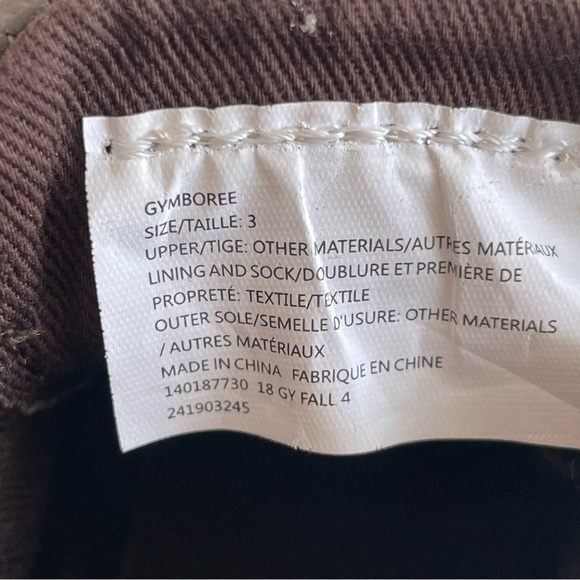 GYMBOREE
SIZE/TAILLE: 3
UPPER/TIGE: OTHER MATERIALS/AUTRES MATÉRIAUX
LINING AND SOCK/DOUBLURE ET PREMIÈRE DE
PROPRETÉ: TEXTILE/TEXTILE
OUTER SOLE/SEMELLE D'USURE: OTHER MATERIALS
/ AUTRES MATÉRIAUX
MADE IN CHINA FABRIQUE EN CHINE
140187730 18 GY FALL 4
241903245